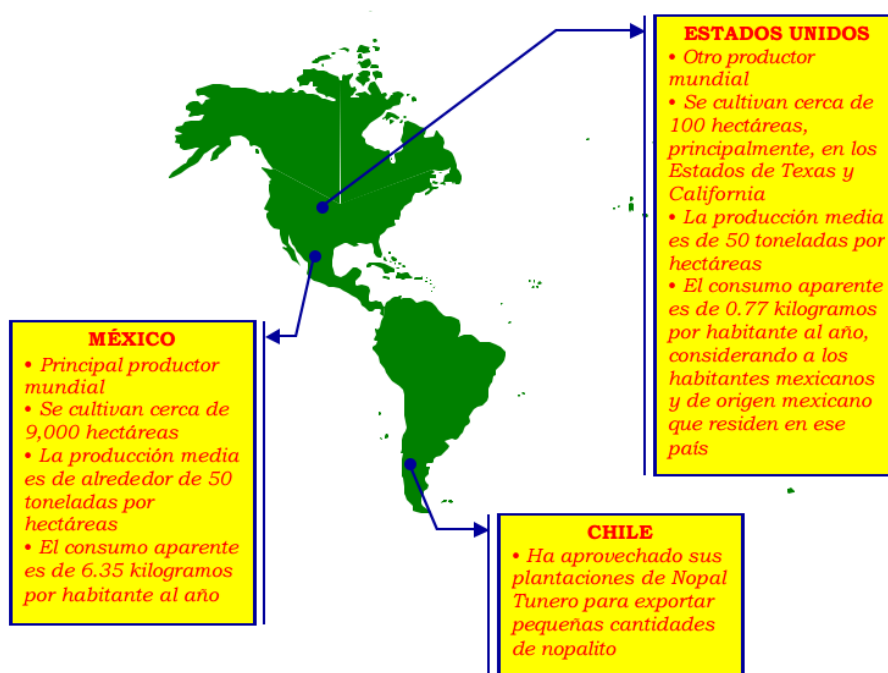 ESTADOS UNIDOS
• Otro productor
mundial
• Se cultivan cerca de
100 hectáreas,
principalmente, en los
Estados de Texas y
California
• La producción media
es de 50 toneladas por
hectáreas
• El consumo aparente
es de 0.77 kilogramos
por habitante al año,
considerando a los
habitantes mexicanos
y de origen mexicano
que residen en ese
país
MÉXICO
• Principal productor
mundial
• Se cultivan cerca de
9,000 hectáreas
• La producción media
es de alrededor de 50
toneladas por
hectáreas
• El consumo aparente
es de 6.35 kilogramos
por habitante al año
CHILE
• Ha aprovechado sus
plantaciones de Nopal
Tunero para exportar
pequeñas cantidades
de nopalito